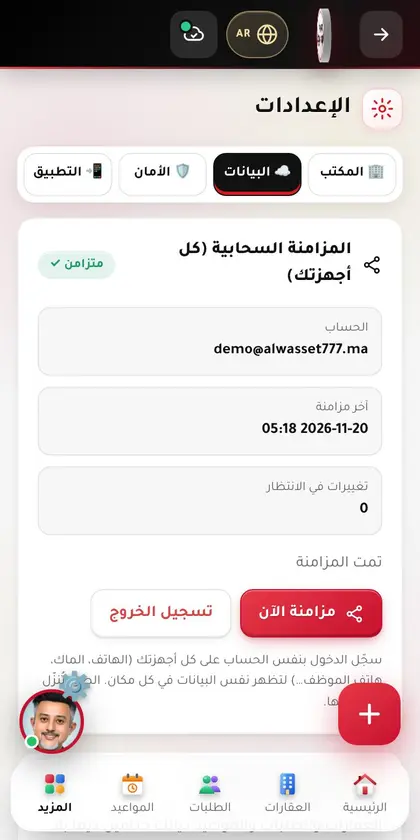 AR
الإعدادات
المكتب
البيانات
الأمان
التطبيق
المزامنة السحابية (كل
أجهزتك)
متزامن ✓
الحساب
demo@alwasset777.ma
آخر مزامنة
2026-11-20 05:18
تغييرات في الانتظار
0
تمت المزامنة
مزامنة الآن
تسجيل الخروج
سجّل الدخول بنفس الحساب على كل أجهزتك (الهاتف، الماك،
هاتف الموظف…) لتظهر نفس البيانات في كل مكان.
الرئيسية
العقارات
الطلبات
المواعيد
المزيد